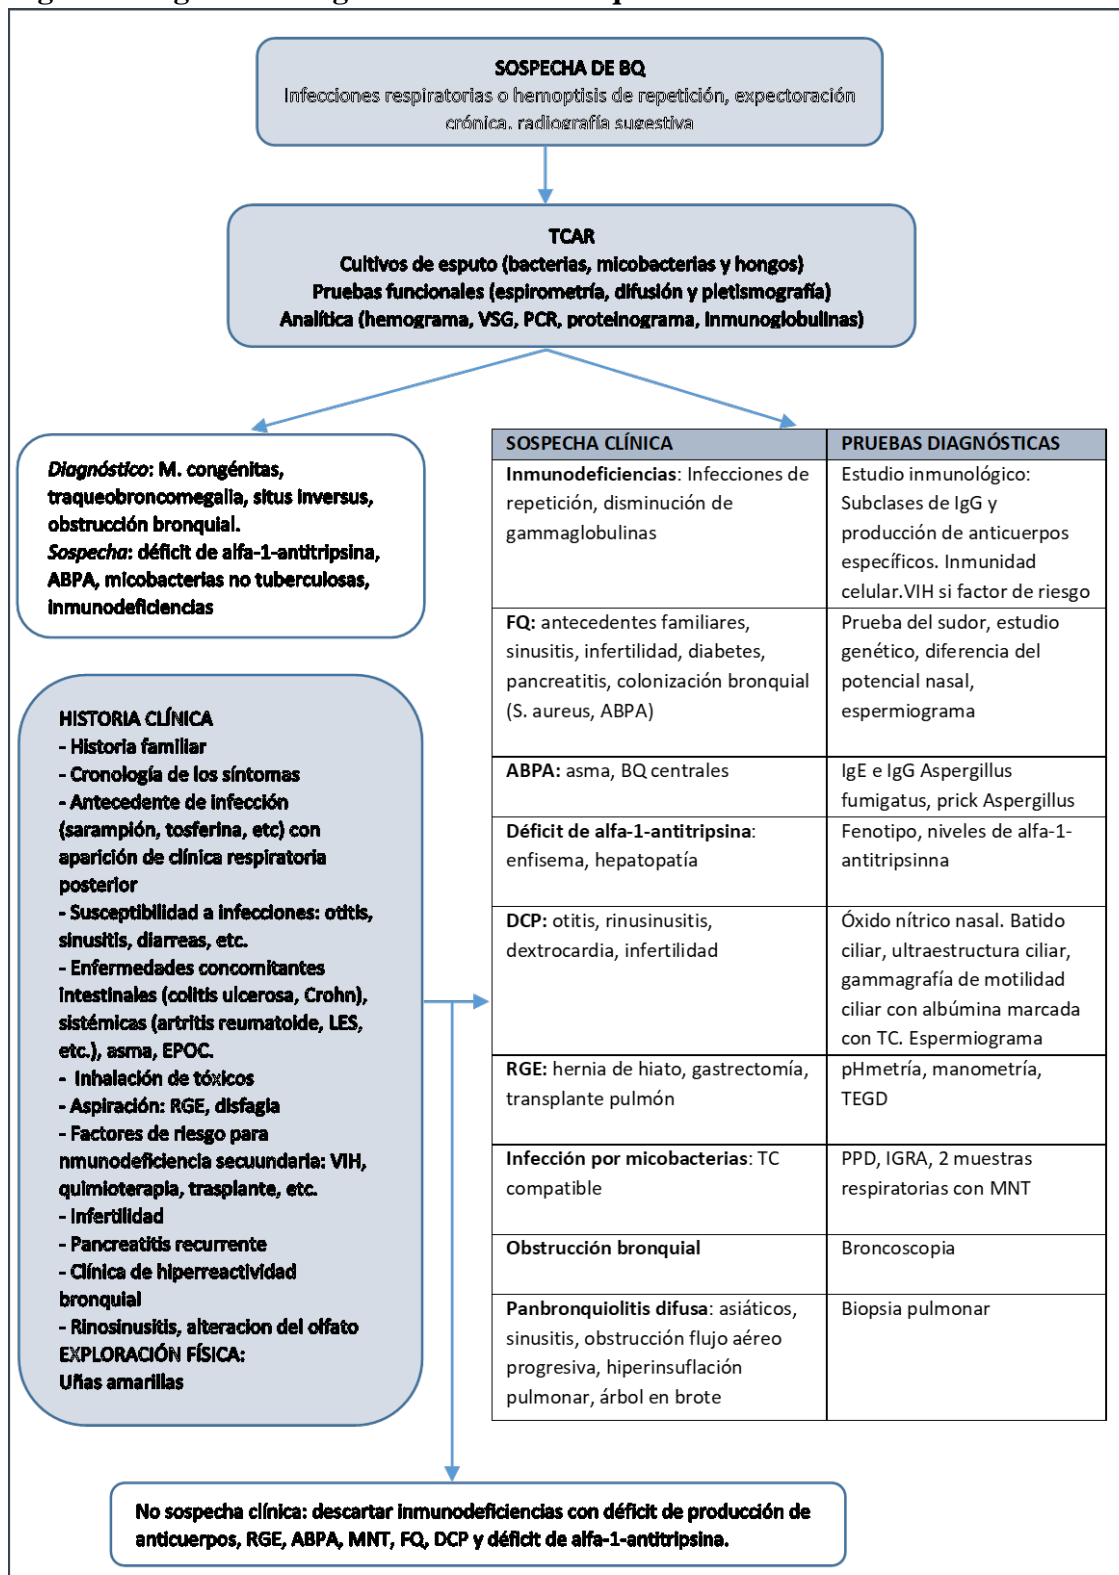 SOSPECHA DE BQ
Infecciones respiratorias o hemoptisis de repetición, expectoración
crónica, radiografía sugestiva
TCAR
Cultivos de esputo (bacterias, micobacterias y hongos)
Pruebas funcionales (espirometría, difusión y pletismografía)
Analítica (hemograma, VSG, PCR, proteinograma, inmunoglobulinas)
Diagnóstico: M. congénitas,
traqueobroncomegalia, situs inversus,
obstrucción bronquial.
Sospecha: déficit de alfa-1-antitripsina,
ABPA, micobacterias no tuberculosas,
inmunodeficiencias
HISTORIA CLÍNICA
- Historia familiar
- Cronología de los síntomas
- Antecedente de infección
(sarampión, tosferina, etc) con
aparición de clínica respiratoria
posterior
- Susceptibilidad a infecciones: otitis,
sinusitis, diarreas, etc.
- Enfermedades concomitantes
intestinales (colitis ulcerosa, Crohn),
sistémicas (artritis reumatoide, LES,
etc.), asma, EPOC.
- Inhalación de tóxicos
- Aspiración: RGE, disfagia
- Factores de riesgo para
nmunodeficiencia secuundaria: VIH,
quimioterapia, trasplante, etc.
- Infertilidad
- Pancreatitis recurrente
- Clínica de hiperreactividad
bronquial
- Rinosinusitis, alteracion del olfato
EXPLORACIÓN FÍSICA:
Uñas amarillas
SOSPECHA CLÍNICA
PRUEBAS DIAGNÓSTICAS
Inmunodeficiencias: Infecciones de
repetición, disminución de
gammaglobulinas
Estudio inmunológico:
Subclases de IgG y
producción de anticuerpos
específicos. Inmunidad
celular.VIH si factor de riesgo
FQ: antecedentes familiares,
sinusitis, infertilidad, diabetes,
pancreatitis, colonización bronquial
(S. aureus, ABPA)
Prueba del sudor, estudio
genético, diferencia del
potencial nasal,
espermiograma
ABPA: asma, BQ centrales
IgE e IgG Aspergillus
fumigatus, prick Aspergillus
Déficit de alfa-1-antitripsina:
enfisema, hepatopatía
Fenotipo, niveles de alfa-1-
antitripsinna
DCP: otitis, rinusinusitis,
dextrocardia, infertilidad
Óxido nítrico nasal. Batido
ciliar, ultraestructura ciliar,
gammagrafía de motilidad
ciliar con albúmina marcada
con TC. Espermiograma
RGE: hernia de hiato, gastrectomía,
transplante pulmón
pHmetría, manometría,
TEGD
Infección por micobacterias: TC
compatible
PPD, IGRA, 2 muestras
respiratorias con MNT
Obstrucción bronquial
Broncoscopia
Panbronquiolitis difusa: asiáticos,
sinusitis, obstrucción flujo aéreo
progresiva, hiperinsuflación
pulmonar, árbol en brote
Biopsia pulmonar
No sospecha clínica: descartar inmunodeficiencias con déficit de producción de
anticuerpos, RGE, ABPA, MNT, FQ, DCP y déficit de alfa-1-antitripsina.